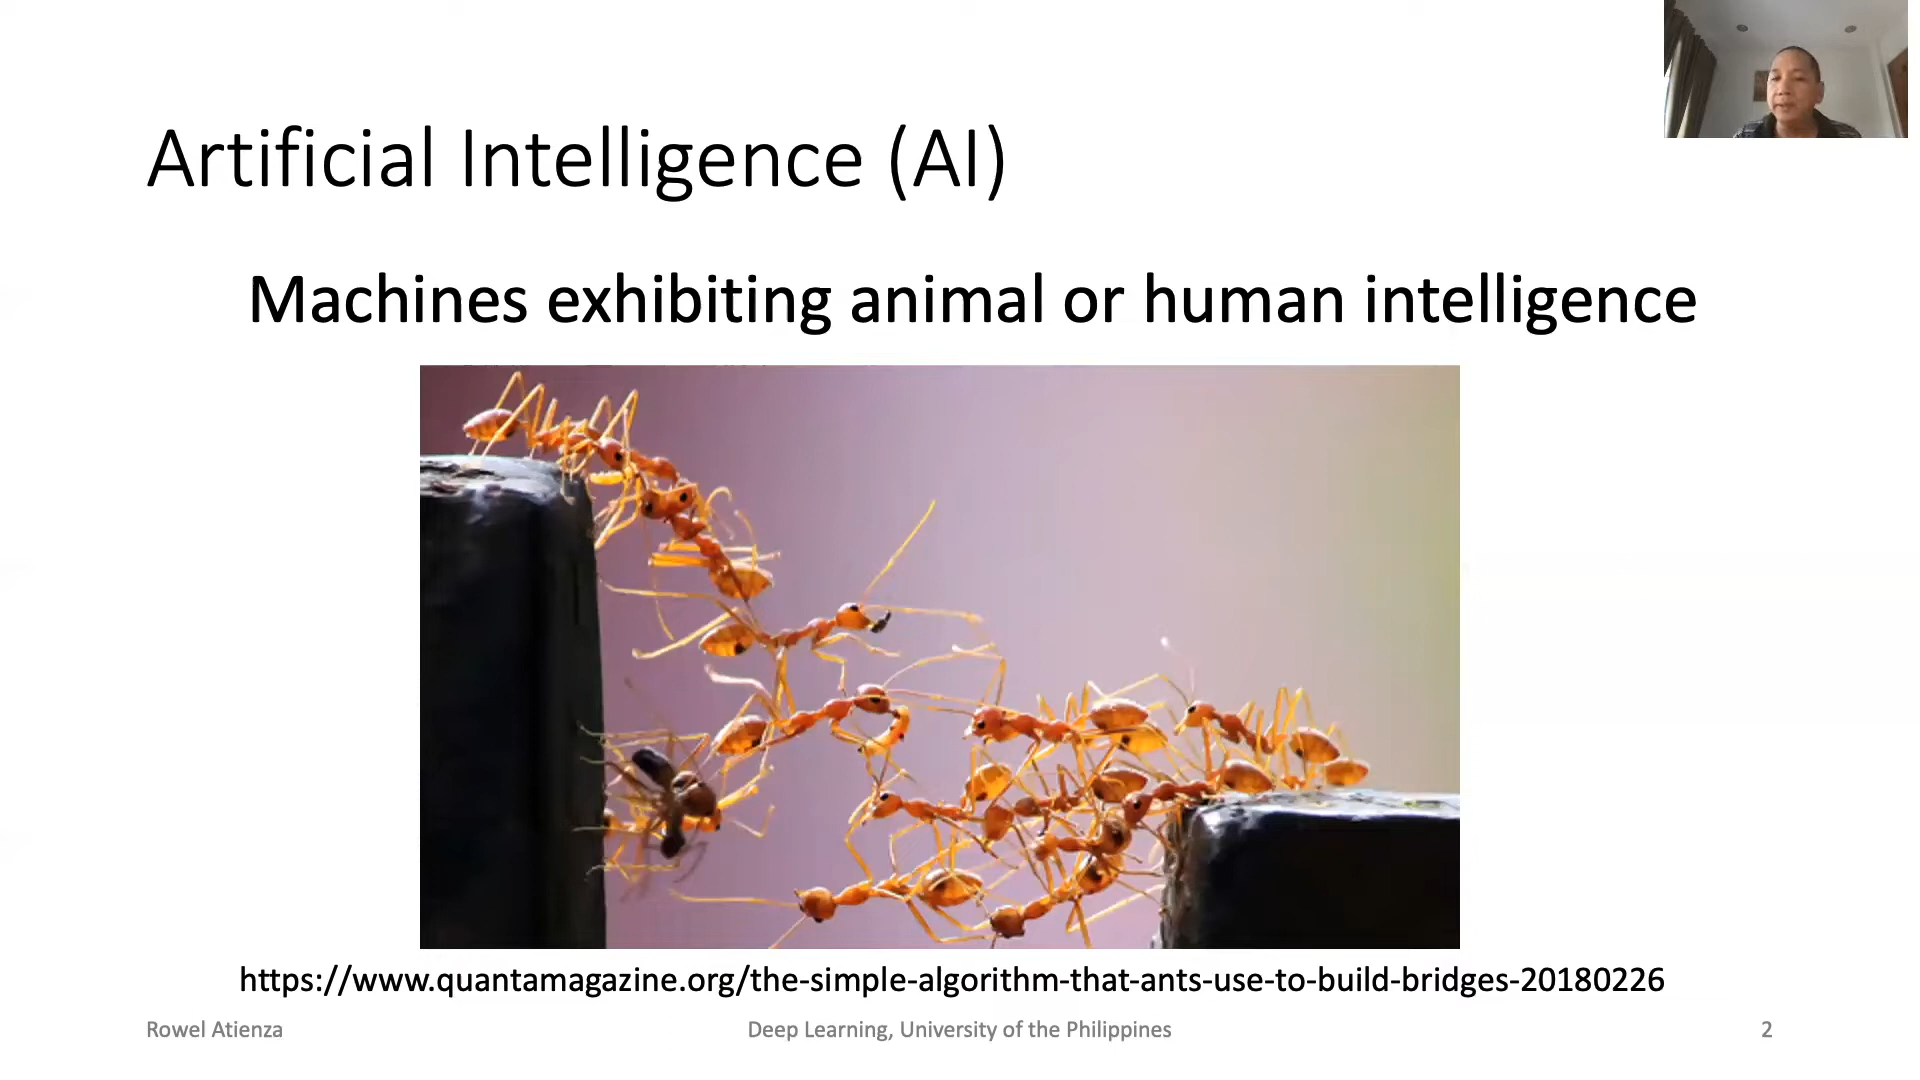 Artificial Intelligence (AI)
Machines exhibiting animal or human intelligence
https://www.quantamagazine.org/the-simple-algorithm-that-ants-use-to-build-bridges-20180226
Rowel Atienza
Deep Learning, University of the Philippines
2